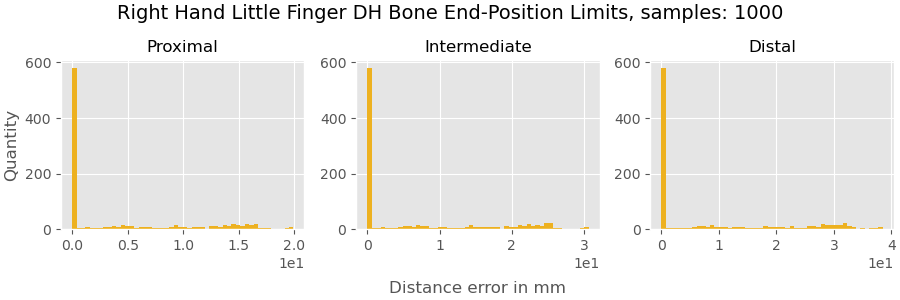 Right Hand Little Finger DH Bone End-Position Limits, samples: 1000
Proximal
Intermediate
Distal
Quantity
600
400
200
0
0.0 0.5 1.0 1.5 2.0
1e1
600
400
200
0
0 1 2 3
1e1
600
400
200
0
0 1 2 3 4
1e1
Distance error in mm